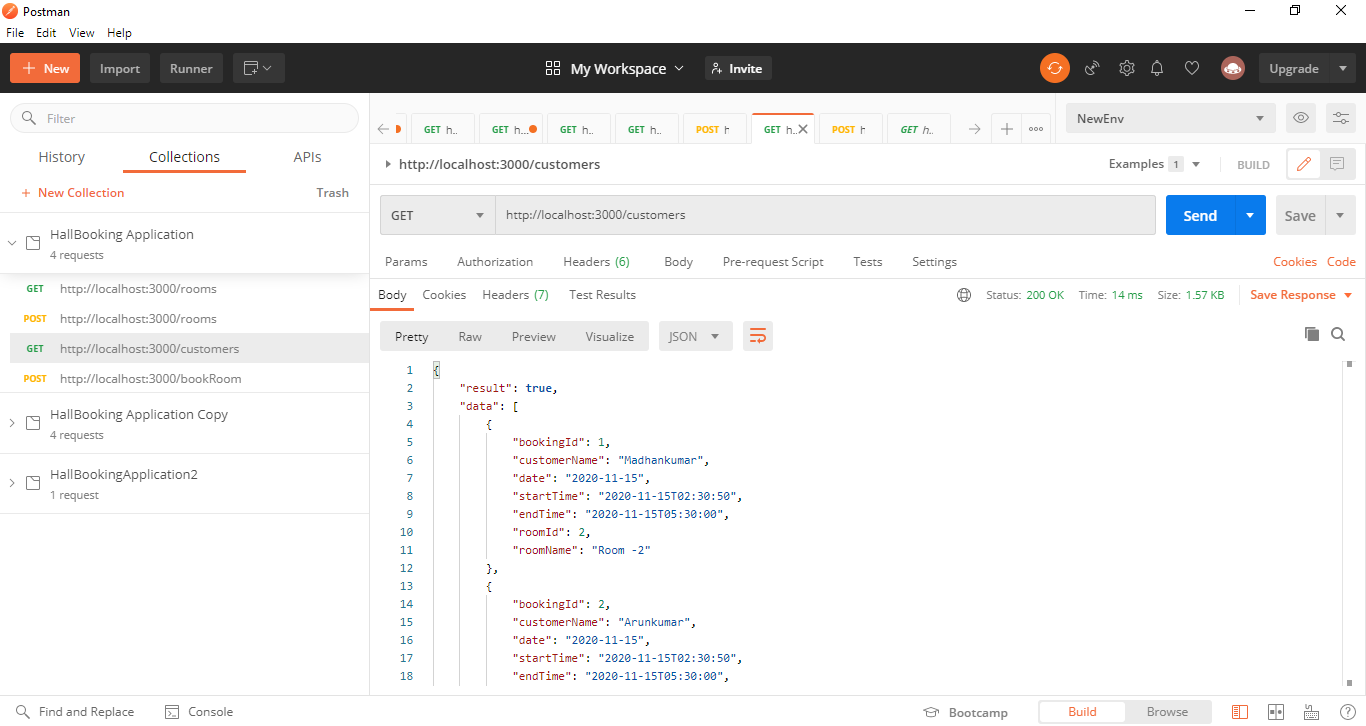 Postman
File Edit View Help
+ New Import Runner My Workspace Invite Upgrade
Filter
History Collections APIs
+ New Collection Trash
HallBooking Application
4 requests
GET http://localhost:3000/rooms
POST http://localhost:3000/rooms
GET http://localhost:3000/customers
POST http://localhost:3000/bookRoom
HallBooking Application Copy
4 requests
HallBookingApplication2
1 request
GET h.. GET h... GET h.. GET h.. POST h GET h.. POST h GET h.. NewEnv
http://localhost:3000/customers Examples 1 BUILD
GET http://localhost:3000/customers Send Save
Params Authorization Headers (6) Body Pre-request Script Tests Settings Cookies Code
Body Cookies Headers (7) Test Results Status: 200 OK Time: 14 ms Size: 1.57 KB Save Response
Pretty Raw Preview Visualize JSON
1 {
2 "result": true,
3 "data": [
4 {
5 "bookingId": 1,
6 "customerName": "Madhankumar",
7 "date": "2020-11-15",
8 "startTime": "2020-11-15T02:30:50",
9 "endTime": "2020-11-15T05:30:00",
10 "roomId": 2,
11 "roomName": "Room -2"
12 },
13 {
14 "bookingId": 2,
15 "customerName": "Arunkumar",
16 "date": "2020-11-15",
17 "startTime": "2020-11-15T02:30:50",
18 "endTime": "2020-11-15T05:30:00",
Find and Replace Console Bootcamp Build Browse